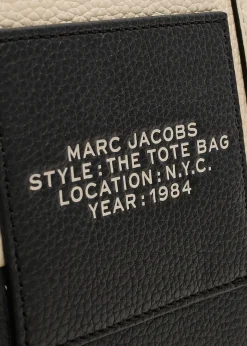 MARC JACOBS
STYLE:THE TOTE BAG
LOCATION:N.Y.C.
YEAR:1984